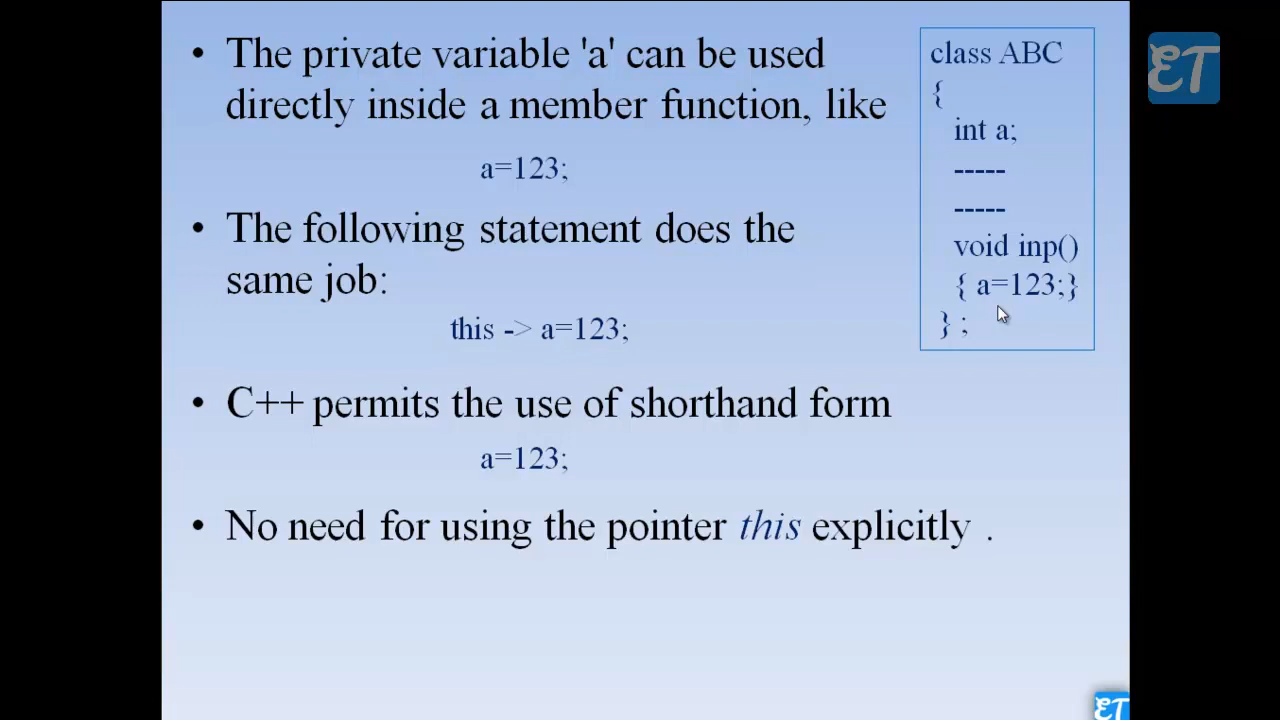 • The private variable 'a' can be used
directly inside a member function, like
a=123;
• The following statement does the
same job:
this -> a=123;
• C++ permits the use of shorthand form
a=123;
• No need for using the pointer this explicitly .
class ABC
{
int a;
-----
-----
void inp()
{ a=123;}
} ;
ET
ET